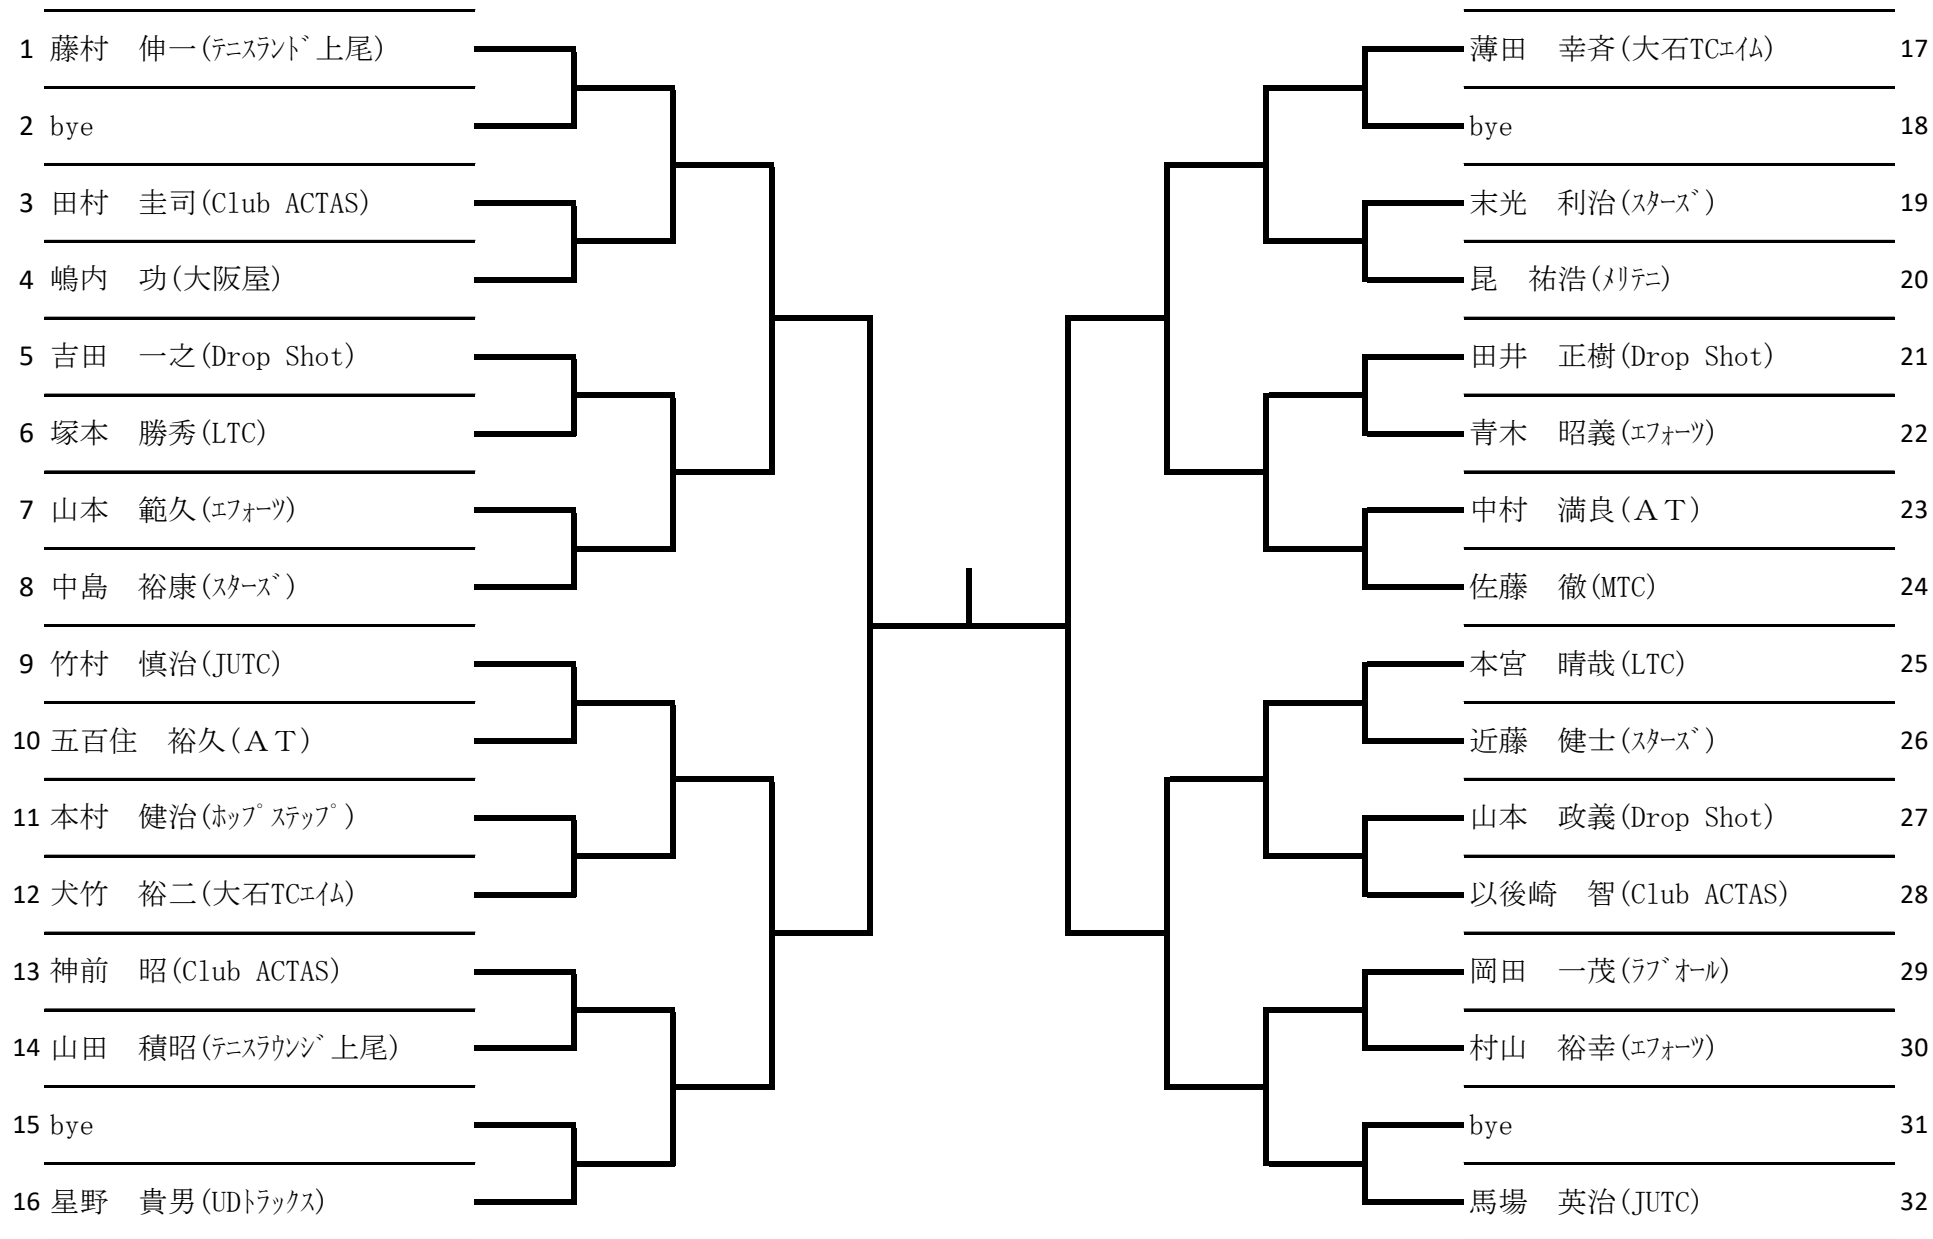 1 藤村　伸一(ﾃﾆｽﾗﾝﾄﾞ上尾)
2 bye
3 田村　圭司(Club ACTAS)
4 嶋内　功(大阪屋)
5 吉田　一之(Drop Shot)
6 塚本　勝秀(LTC)
7 山本　範久(ｴﾌｫｰﾂ)
8 中島　裕康(ｽﾀｰｽﾞ)
9 竹村　慎治(JUTC)
10 五百住　裕久(ＡＴ)
11 本村　健治(ﾎｯﾌﾟｽﾃｯﾌﾟ)
12 犬竹　裕二(大石TCｴｲﾑ)
13 神前　昭(Club ACTAS)
14 山田　積昭(ﾃﾆｽﾗｳﾝｼﾞ上尾)
15 bye
16 星野　貴男(UDﾄﾗｯｸｽ)
薄田　幸斉(大石TCｴｲﾑ) 17
bye 18
末光　利治(ｽﾀｰｽﾞ) 19
昆　祐浩(ﾒﾘﾃﾆ) 20
田井　正樹(Drop Shot) 21
青木　昭義(ｴﾌｫｰﾂ) 22
中村　満良(ＡＴ) 23
佐藤　徹(MTC) 24
本宮　晴哉(LTC) 25
近藤　健士(ｽﾀｰｽﾞ) 26
山本　政義(Drop Shot) 27
以後崎　智(Club ACTAS) 28
岡田　一茂(ﾗﾌﾞｵｰﾙ) 29
村山　裕幸(ｴﾌｫｰﾂ) 30
bye 31
馬場　英治(JUTC) 32